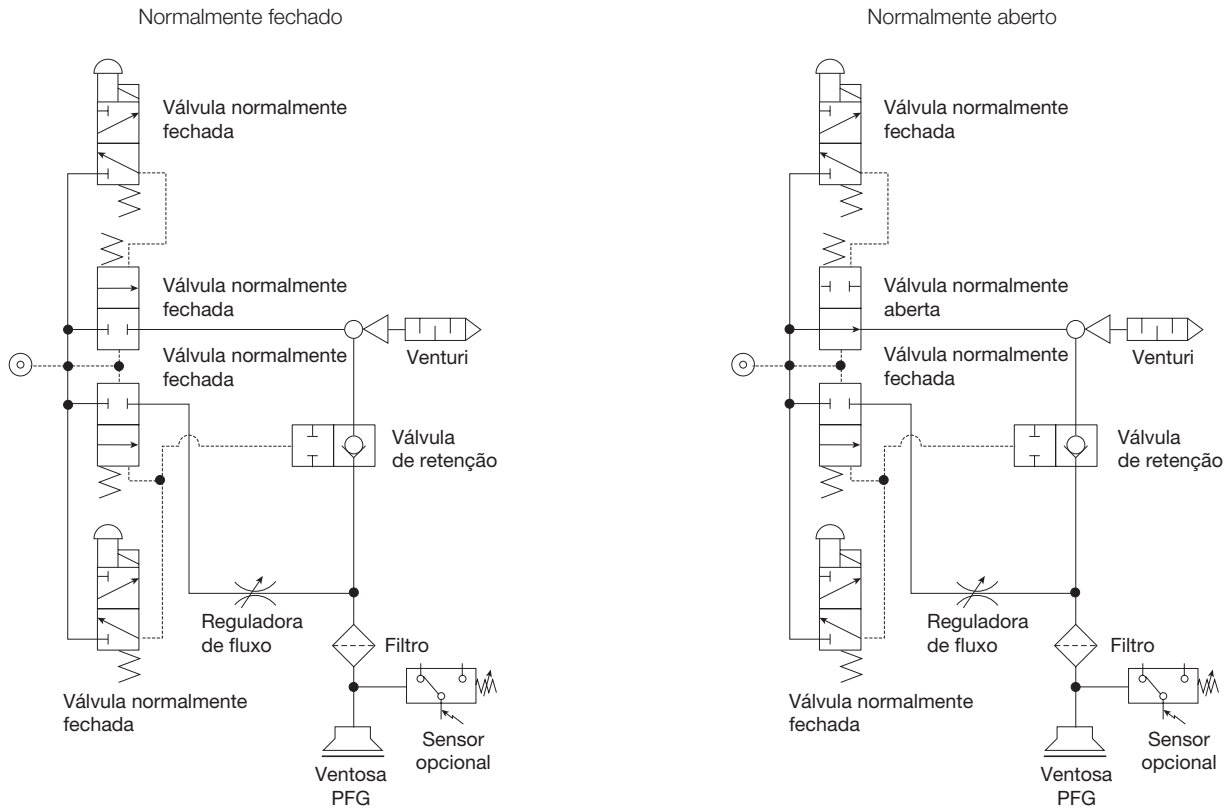 Normalmente fechado
Válvula normalmente
fechada
Válvula normalmente
fechada
Válvula normalmente
fechada
Venturi
Válvula
de retenção
Reguladora
de fluxo
Filtro
Válvula normalmente
fechada
Sensor
opcional
Ventosa
PFG
Normalmente aberto
Válvula normalmente
fechada
Válvula normalmente
aberta
Válvula normalmente
fechada
Venturi
Válvula
de retenção
Reguladora
de fluxo
Filtro
Válvula normalmente
fechada
Sensor
opcional
Ventosa
PFG